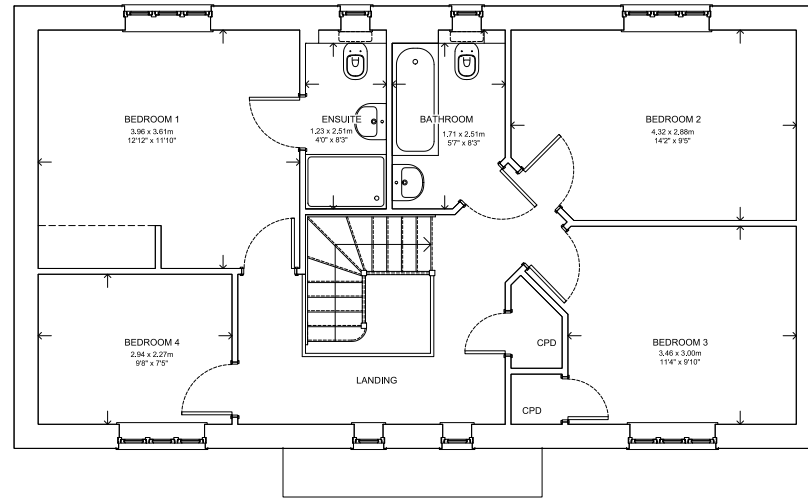 BEDROOM 1
3.96 x 3.61m
12'12" x 11'10"
ENSUITE
1.23 x 2.51m
4'0" x 8'3"
BATHROOM
1.71 x 2.51m
5'7" x 8'3"
BEDROOM 2
4.32 x 2.88m
14'2" x 9'5"
BEDROOM 4
2.94 x 2.27m
9'8" x 7'5"
LANDING
CPD
CPD
BEDROOM 3
3.46 x 3.00m
11'4" x 9'10"